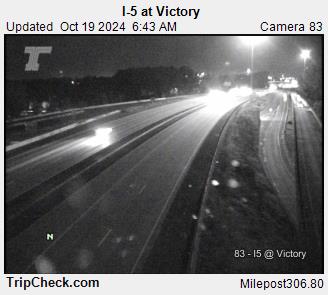 I-5 at Victory
Updated Oct 19 2024 6:43 AM Camera 83
T
N
83 - I5 @ Victory
TripCheck.com Milepost306.80